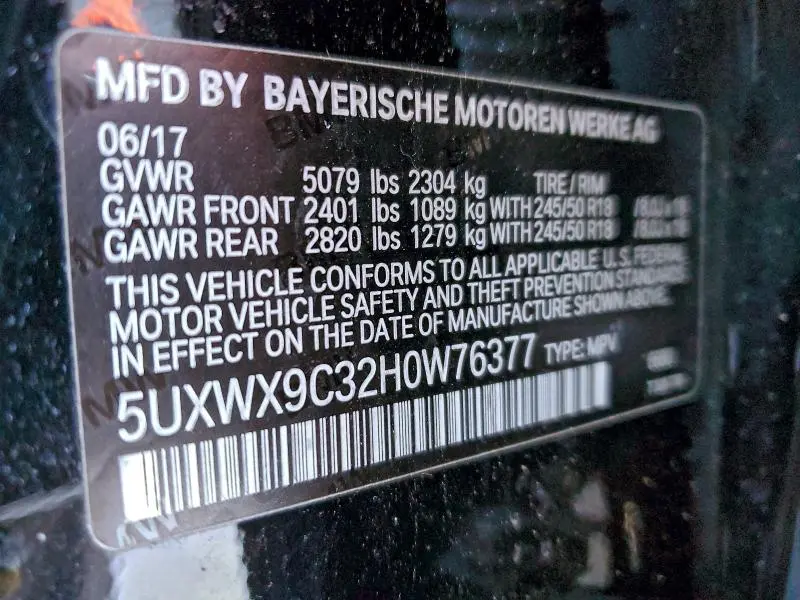 MFD BY BAYERISCHE MOTOREN WERKE AG
06/17
GVWR 5079 lbs 2304 kg TIRE / RIM
GAWR FRONT 2401 lbs 1089 kg WITH 245/50 R18
GAWR REAR 2820 lbs 1279 kg WITH 245/50 R18
THIS VEHICLE CONFORMS TO ALL APPLICABLE U.S. FEDERAL
MOTOR VEHICLE SAFETY AND THEFT PREVENTION STANDARDS
IN EFFECT ON THE DATE OF MANUFACTURE SHOWN ABOVE.
5UXWX9C32H0W76377 TYPE: MPV